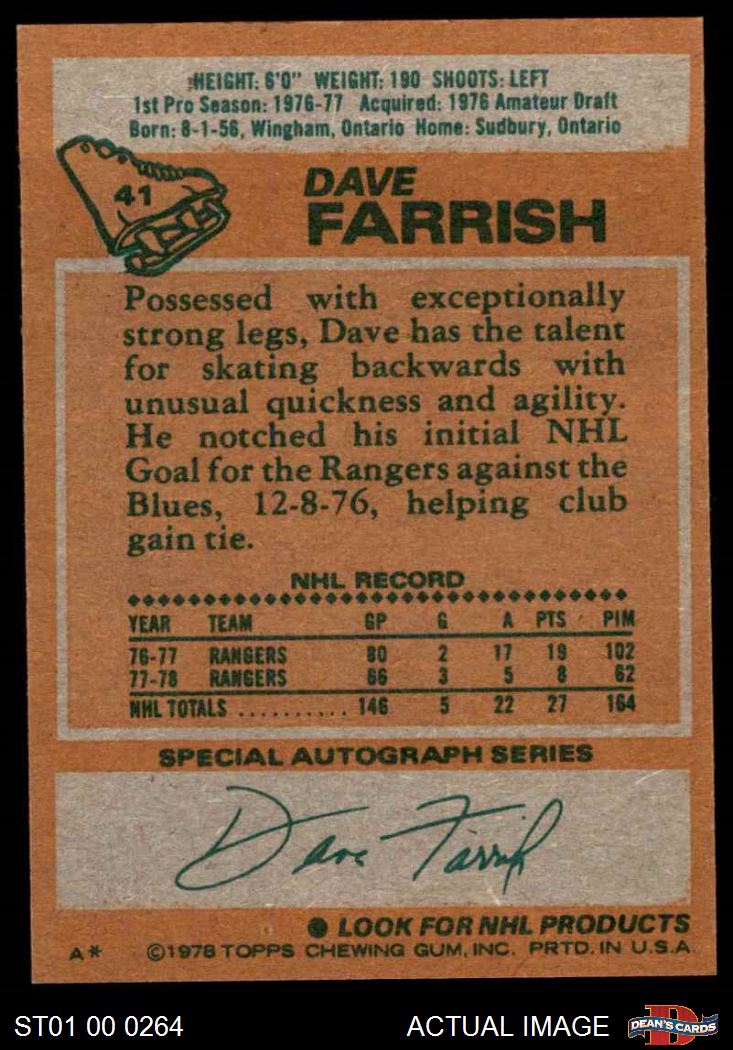 HEIGHT: 6'0" WEIGHT: 190 SHOOTS: LEFT
1st Pro Season: 1976-77 Acquired: 1976 Amateur Draft
Born: 8-1-56, Wingham, Ontario Home: Sudbury, Ontario
41
DAVE
FARRISH
Possessed with exceptionally
strong legs, Dave has the talent
for skating backwards with
unusual quickness and agility.
He notched his initial NHL
Goal for the Rangers against the
Blues, 12-8-76, helping club
gain tie.
NHL RECORD
YEAR TEAM GP G A PTS PIM
76-77 RANGERS 80 2 17 19 102
77-78 RANGERS 66 3 5 8 62
NHL TOTALS .......... 146 5 22 27 164
SPECIAL AUTOGRAPH SERIES
Dave Farrish
LOOK FOR NHL PRODUCTS
A* ©1978 TOPPS CHEWING GUM, INC. PRTD. IN U.S.A.
ST01 00 0264 ACTUAL IMAGE DEAN'S CARDS